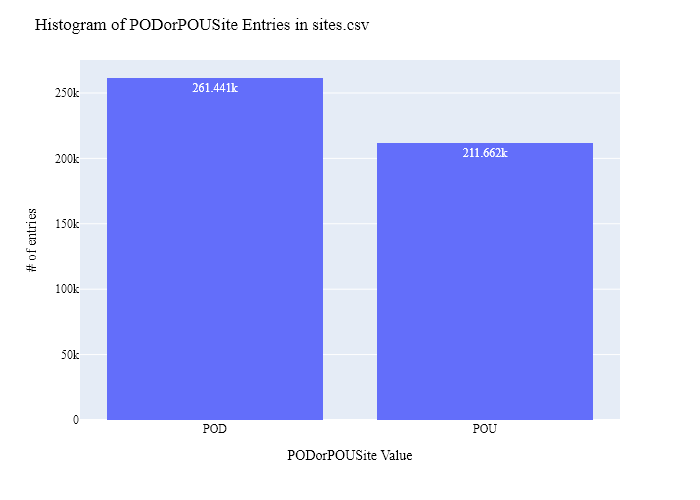 Histogram of PODorPOUSite Entries in sites.csv
# of entries
250k
200k
150k
100k
50k
0
261.441k
211.662k
POD
POU
PODorPOUSite Value